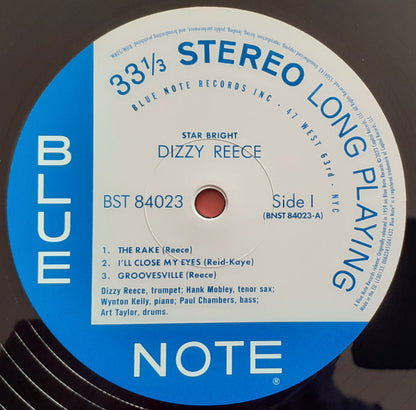 33⅓ STEREO LONG PLAYING
BLUE NOTE RECORDS INC · 47 WEST 63rd · NYC
STAR BRIGHT
DIZZY REECE
BST 84023
Side I
(BNST 84023-A)
1. THE RAKE (Reece)
2. I'LL CLOSE MY EYES (Reid-Kaye)
3. GROOVESVILLE (Reece)
Dizzy Reece, trumpet; Hank Mobley, tenor sax;
Wynton Kelly, piano; Paul Chambers, bass;
Art Taylor, drums.
BLUE
NOTE
®